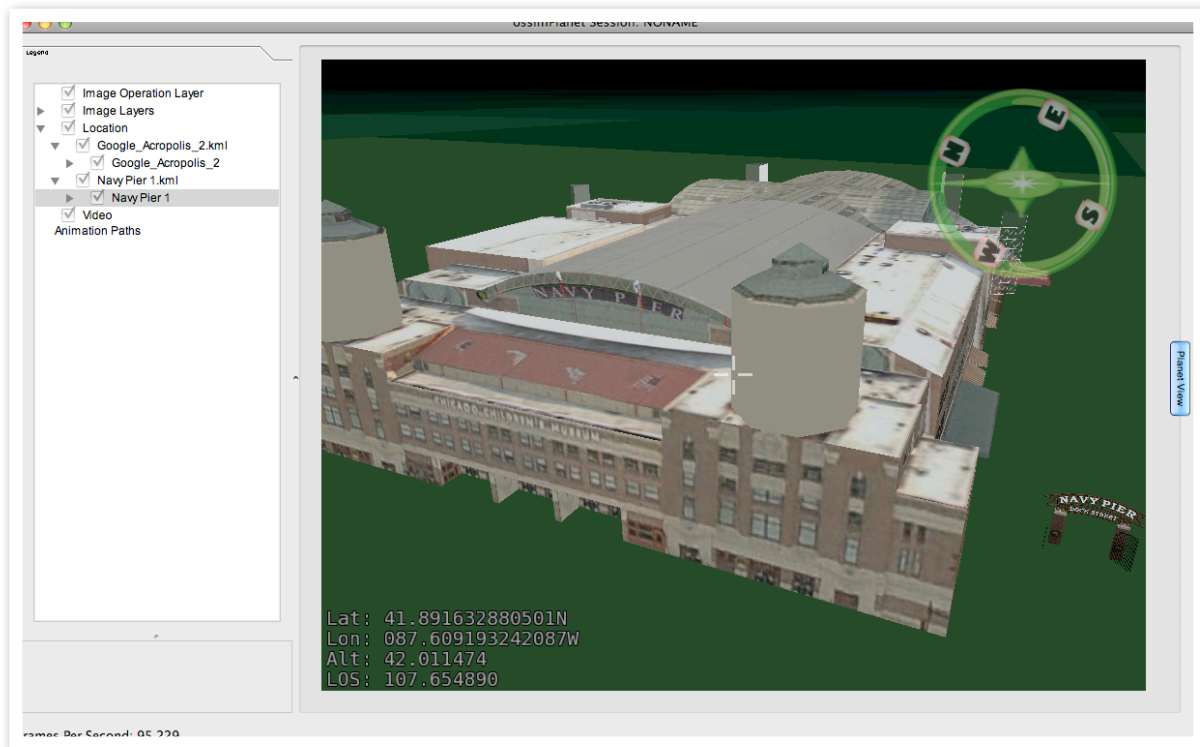 ossimPlanet Session: NONAME
Legend
Image Operation Layer
Image Layers
Location
Google_Acropolis_2.kml
Google_Acropolis_2
Navy Pier 1.kml
Navy Pier 1
Video
Animation Paths
N
E
S
W
NAVY PIER
CHICAGO CHILDREN'S MUSEUM
NAVY PIER
DOCK STREET
Planet View
Lat: 41.891632880501N
Lon: 087.609193242087W
Alt: 42.011474
LOS: 107.654890
rames Per Second: 95.229